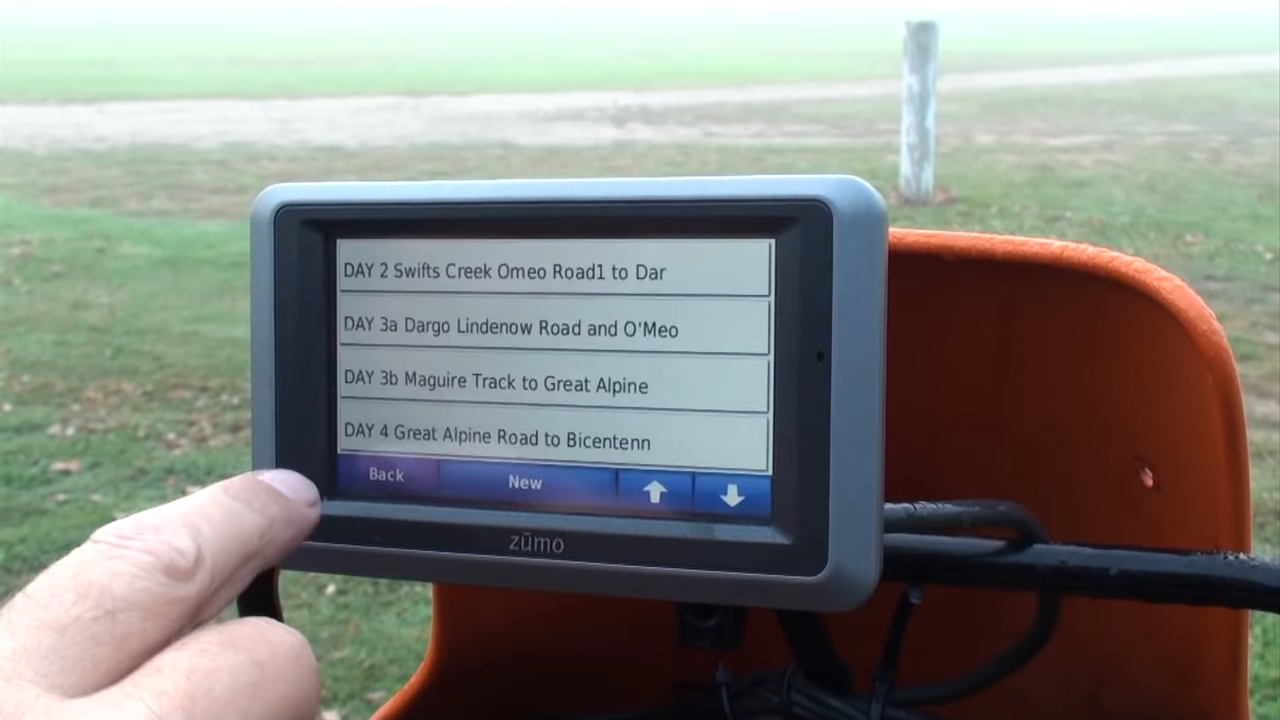 DAY 2 Swifts Creek Omeo Road1 to Dar
DAY 3a Dargo Lindenow Road and O'Meo
DAY 3b Maguire Track to Great Alpine
DAY 4 Great Alpine Road to Bicentenn
Back New
zūmo